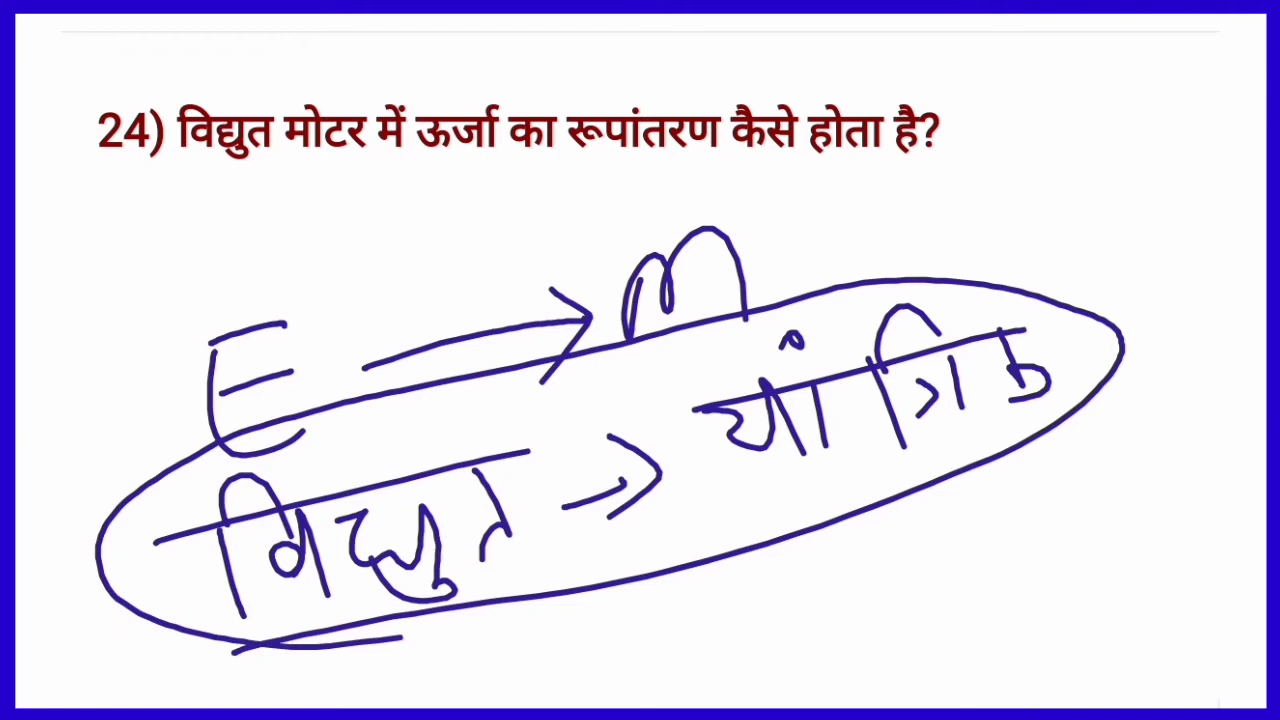 24) विद्युत मोटर में ऊर्जा का रूपांतरण कैसे होता है?
E → m
विद्युत → यांत्रिक